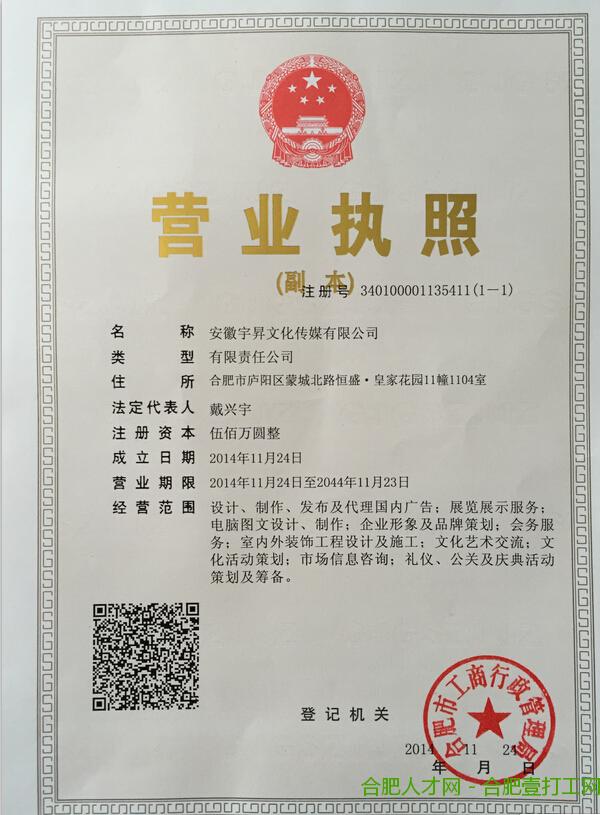 营业执照
(副 本)
注册号 340100001135411(1-1)
名 称 安徽宇昇文化传媒有限公司
类 型 有限责任公司
住 所 合肥市庐阳区蒙城北路恒盛·皇家花园11幢1104室
法定代表人 戴兴宇
注册资本 伍佰万圆整
成立日期 2014年11月24日
营业期限 2014年11月24日至2044年11月23日
经营范围 设计、制作、发布及代理国内广告；展览展示服务；
电脑图文设计、制作；企业形象及品牌策划；会务服
务；室内外装饰工程设计及施工；文化艺术交流；文
化活动策划；市场信息咨询；礼仪、公关及庆典活动
策划及筹备。
登记机关
合肥市工商行政管理局
2014 11 24
年 月 日
合肥人才网 - 合肥壹打工网